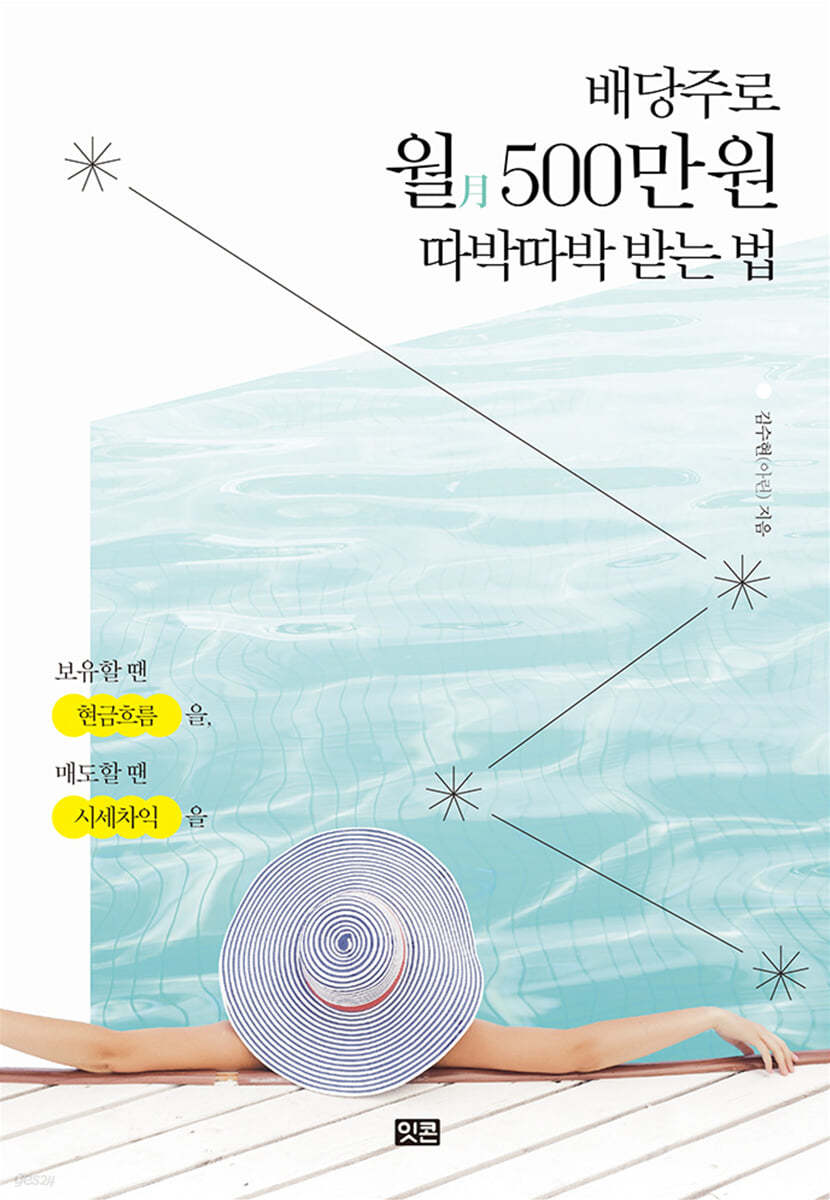 배당주로
월月500만원
따박따박 받는 법
김수현(아린) 지음
보유할 땐
현금흐름을,
매도할 땐
시세차익을
잇콘
yes24